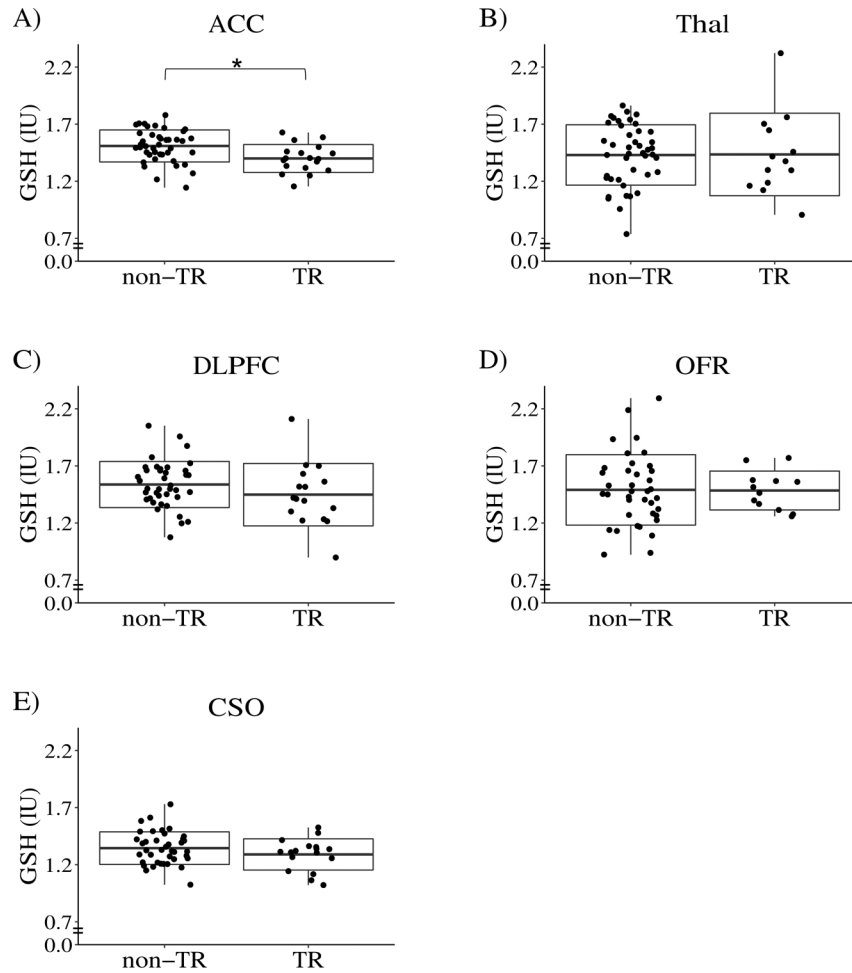 A)
ACC
*
GSH (IU)
2.2
1.7
1.2
0.7
0.0
non−TR
TR
B)
Thal
GSH (IU)
2.2
1.7
1.2
0.7
0.0
non−TR
TR
C)
DLPFC
GSH (IU)
2.2
1.7
1.2
0.7
0.0
non−TR
TR
D)
OFR
GSH (IU)
2.2
1.7
1.2
0.7
0.0
non−TR
TR
E)
CSO
GSH (IU)
2.2
1.7
1.2
0.7
0.0
non−TR
TR